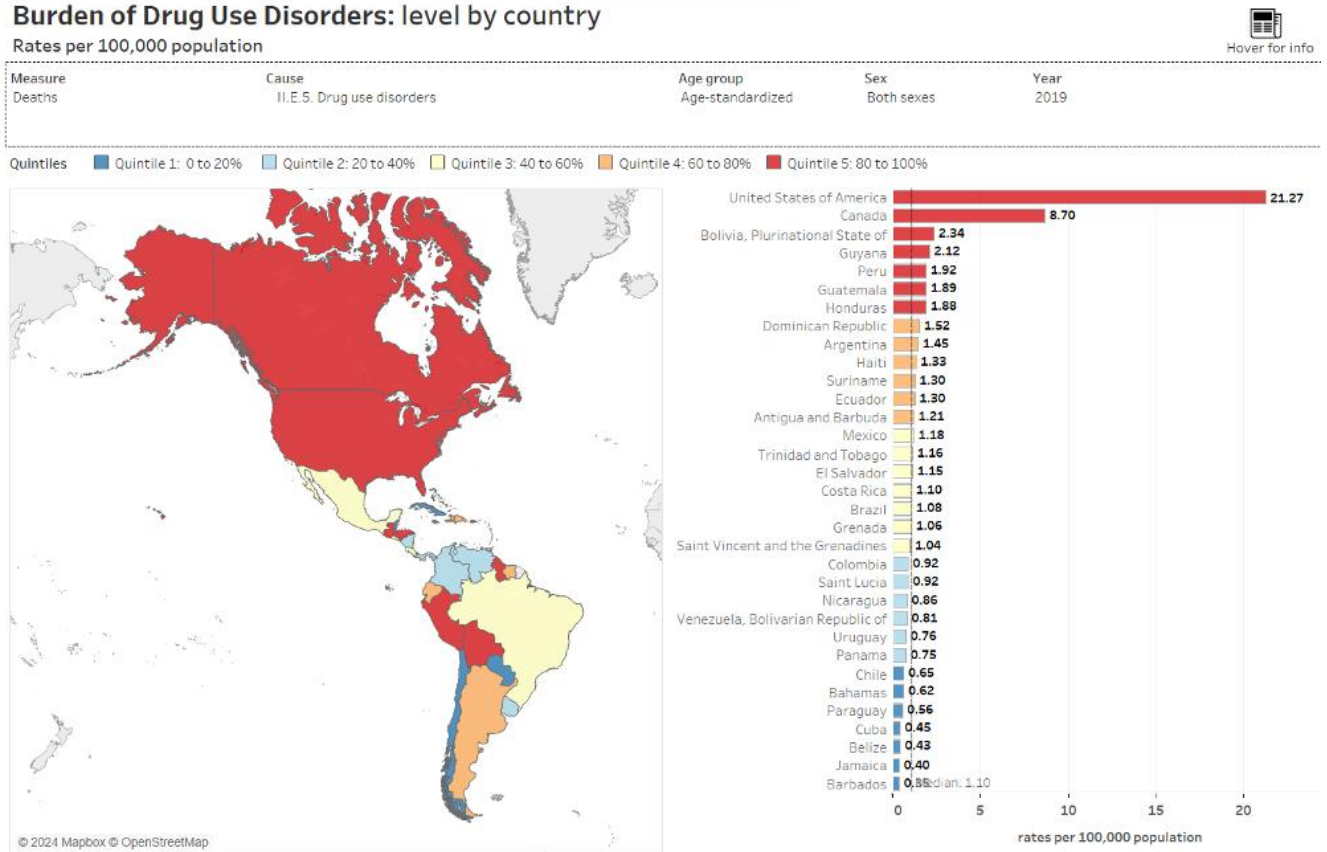 Burden of Drug Use Disorders: level by country
Rates per 100,000 population
Hover for info
Measure Cause Age group Sex Year
Deaths II.E.5. Drug use disorders Age-standardized Both sexes 2019
Quintiles Quintile 1: 0 to 20% Quintile 2: 20 to 40% Quintile 3: 40 to 60% Quintile 4: 60 to 80% Quintile 5: 80 to 100%
United States of America 21.27
Canada 8.70
Bolivia, Plurinational State of 2.34
Guyana 2.12
Peru 1.92
Guatemala 1.89
Honduras 1.88
Dominican Republic 1.52
Argentina 1.45
Haiti 1.33
Suriname 1.30
Ecuador 1.30
Antigua and Barbuda 1.21
Mexico 1.18
Trinidad and Tobago 1.16
El Salvador 1.15
Costa Rica 1.10
Brazil 1.08
Grenada 1.06
Saint Vincent and the Grenadines 1.04
Colombia 0.92
Saint Lucia 0.92
Nicaragua 0.86
Venezuela, Bolivarian Republic of 0.81
Uruguay 0.76
Panama 0.75
Chile 0.65
Bahamas 0.62
Paraguay 0.56
Cuba 0.45
Belize 0.43
Jamaica 0.40
Barbados Median: 1.10
0 5 10 15 20
rates per 100,000 population
© 2024 Mapbox © OpenStreetMap